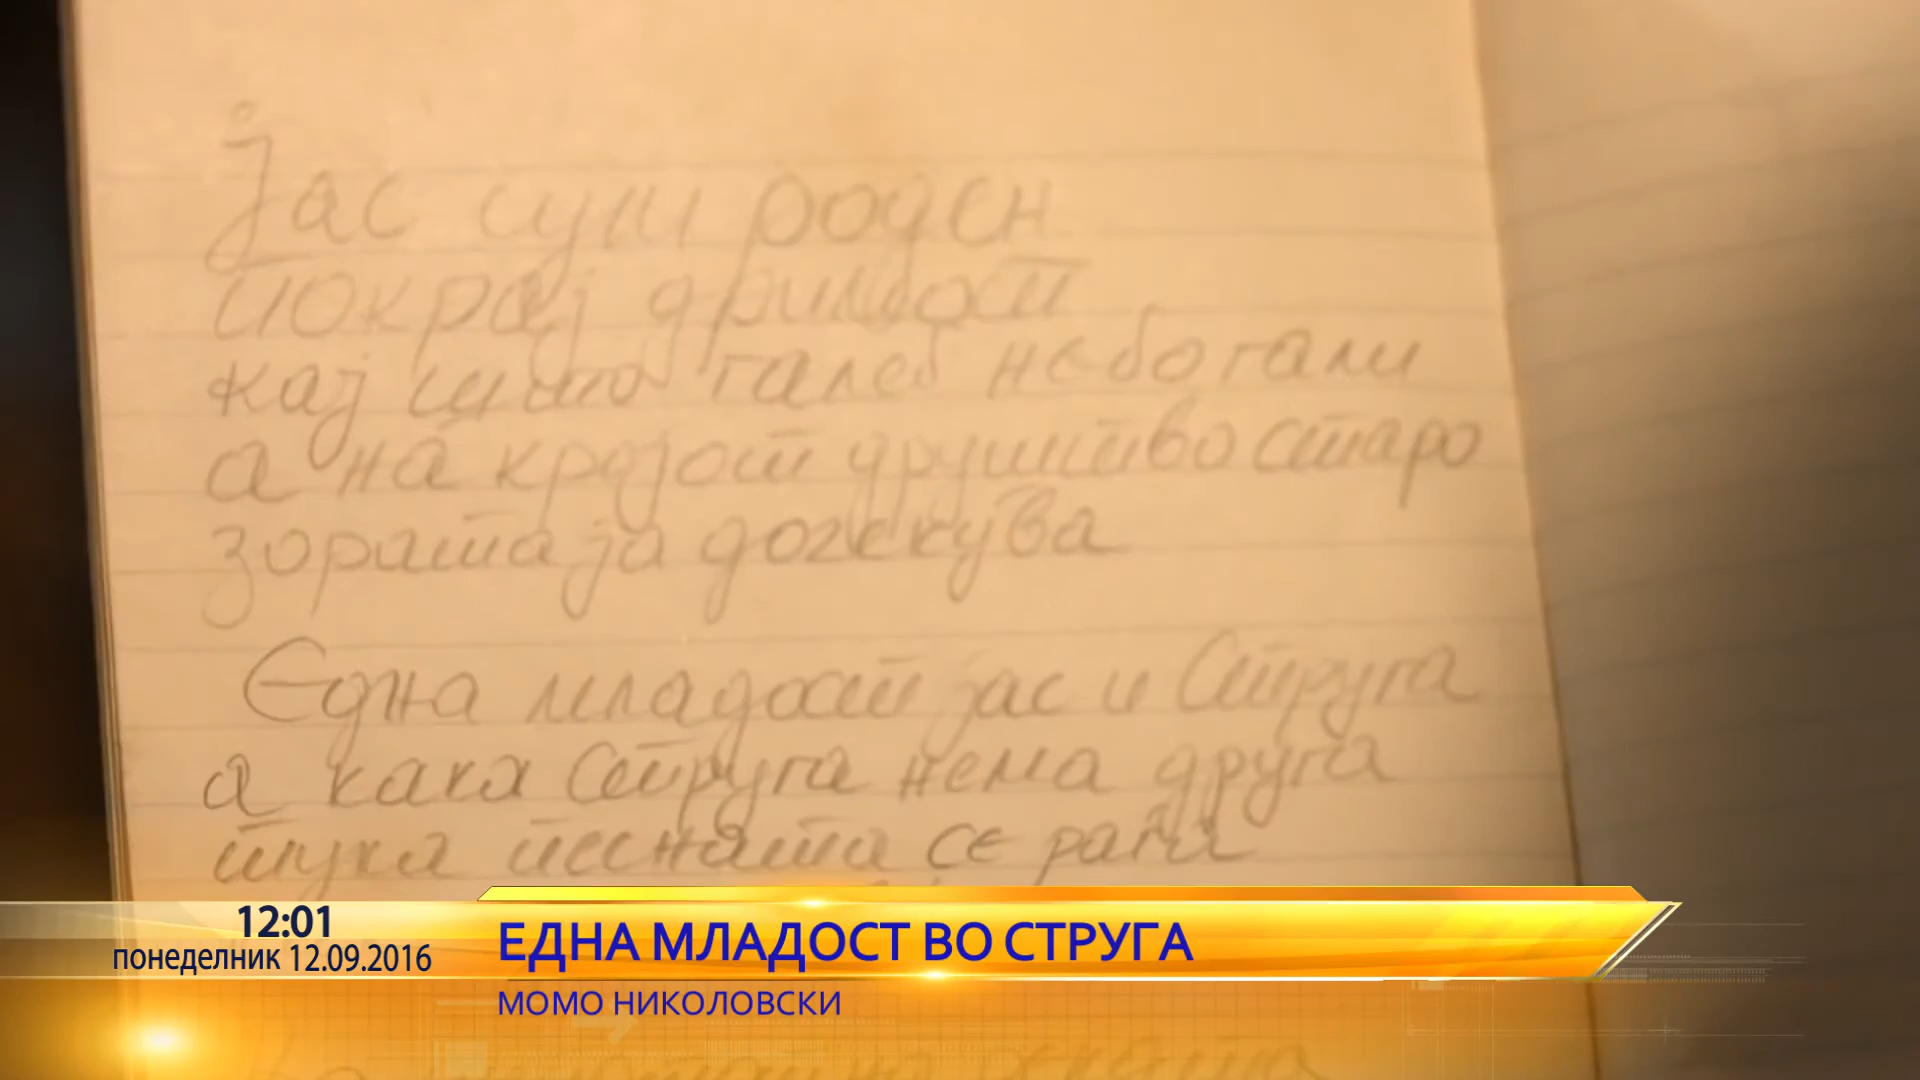 Јас сум роден
покрај дримот
кај што галеб небо гали
а на крајот друштво старо
зората ја дочекува
Една младост јас и Струга
а кака Струга нема друга
тука песната се раѓа
12:01
понеделник 12.09.2016
ЕДНА МЛАДОСТ ВО СТРУГА
МОМО НИКОЛОВСКИ